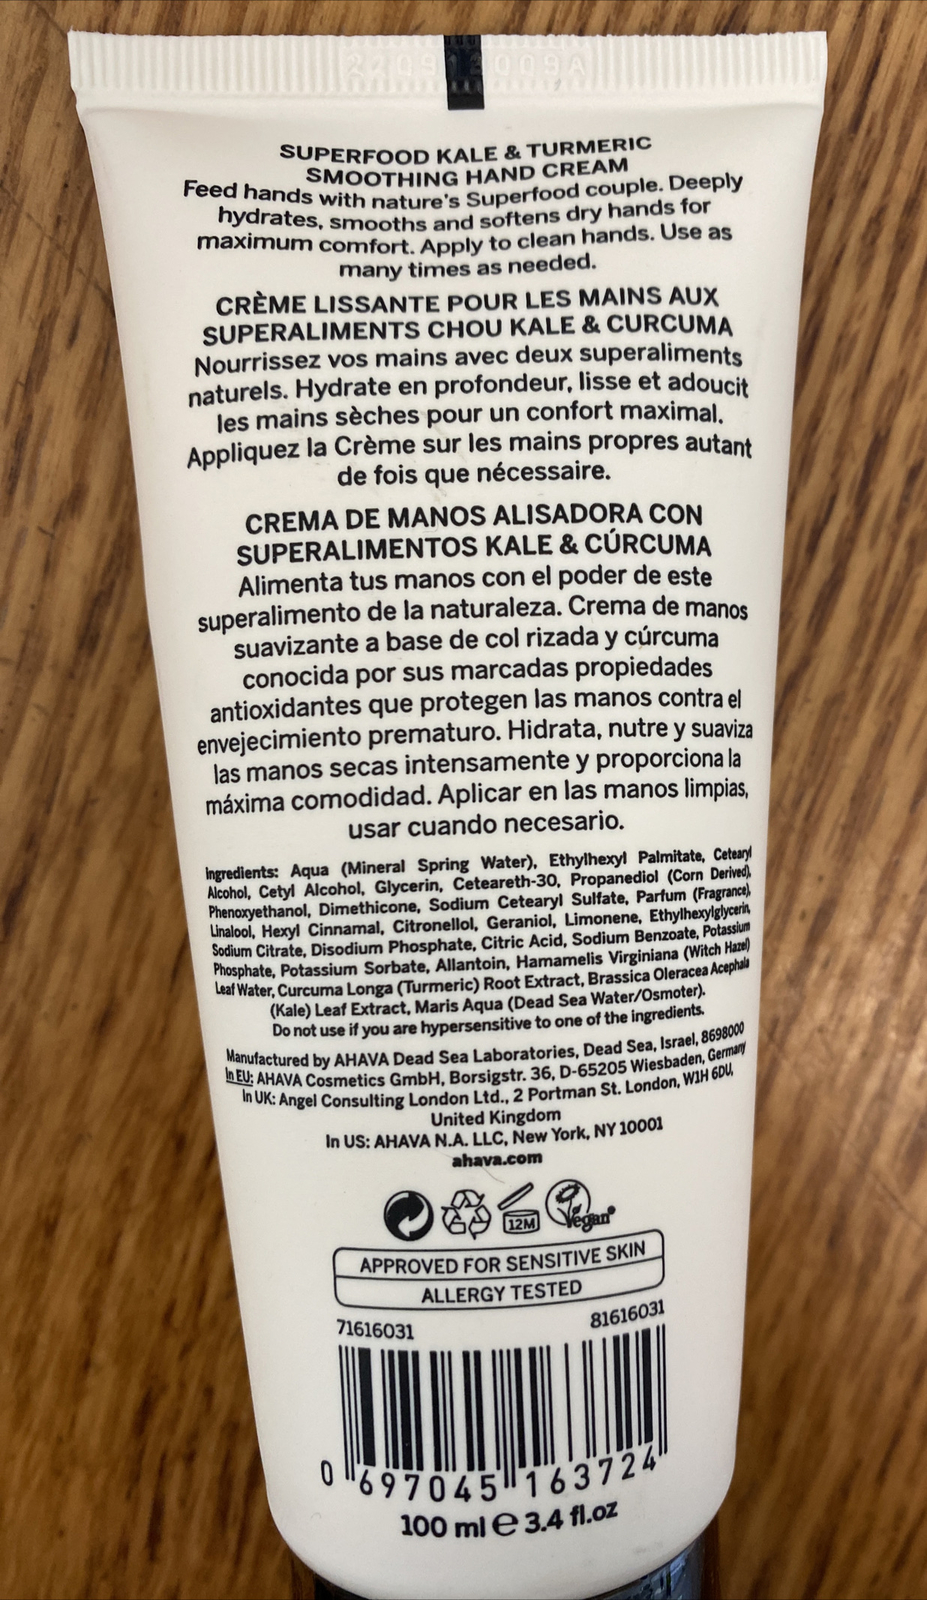 SUPERFOOD KALE & TURMERIC
SMOOTHING HAND CREAM
Feed hands with nature's Superfood couple. Deeply
hydrates, smooths and softens dry hands for
maximum comfort. Apply to clean hands. Use as
many times as needed.
CRÈME LISSANTE POUR LES MAINS AUX
SUPERALIMENTS CHOU KALE & CURCUMA
Nourrissez vos mains avec deux superaliments
naturels. Hydrate en profondeur, lisse et adoucit
les mains sèches pour un confort maximal.
Appliquez la Crème sur les mains propres autant
de fois que nécessaire.
CREMA DE MANOS ALISADORA CON
SUPERALIMENTOS KALE & CÚRCUMA
Alimenta tus manos con el poder de este
superalimento de la naturaleza. Crema de manos
suavizante a base de col rizada y cúrcuma
conocida por sus marcadas propiedades
antioxidantes que protegen las manos contra el
envejecimiento prematuro. Hidrata, nutre y suaviza
las manos secas intensamente y proporciona la
máxima comodidad. Aplicar en las manos limpias,
usar cuando necesario.
Ingredients: Aqua (Mineral Spring Water), Ethylhexyl Palmitate, Cetearyl
Alcohol, Cetyl Alcohol, Glycerin, Ceteareth-30, Propanediol (Corn Derived),
Phenoxyethanol, Dimethicone, Sodium Cetearyl Sulfate, Parfum (Fragrance),
Linalool, Hexyl Cinnamal, Citronellol, Geraniol, Limonene, Ethylhexylglycerin,
Sodium Citrate, Disodium Phosphate, Citric Acid, Sodium Benzoate, Potassium
Phosphate, Potassium Sorbate, Allantoin, Hamamelis Virginiana (Witch Hazel)
Leaf Water, Curcuma Longa (Turmeric) Root Extract, Brassica Oleracea Acephala
(Kale) Leaf Extract, Maris Aqua (Dead Sea Water/Osmoter).
Do not use if you are hypersensitive to one of the ingredients.
Manufactured by AHAVA Dead Sea Laboratories, Dead Sea, Israel, 8698000
In EU: AHAVA Cosmetics GmbH, Borsigstr. 36, D-65205 Wiesbaden, Germany
In UK: Angel Consulting London Ltd., 2 Portman St. London, W1H 6DU,
United Kingdom
In US: AHAVA N.A. LLC, New York, NY 10001
ahava.com
12M Vegan
APPROVED FOR SENSITIVE SKIN
ALLERGY TESTED
71616031 81616031
0 697045 163724
100 ml e 3.4 fl.oz